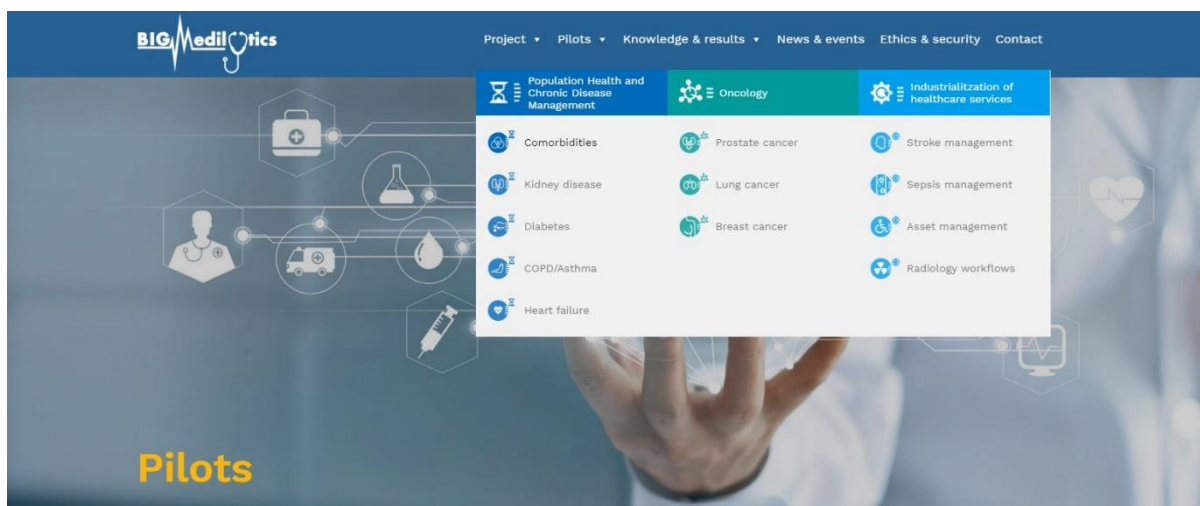 BIGMedilytics
Project Pilots Knowledge & results News & events Ethics & security Contact
Population Health and
Chronic Disease
Management
Oncology
Industrialitzation of
healthcare services
Comorbidities
Prostate cancer
Stroke management
Kidney disease
Lung cancer
Sepsis management
Diabetes
Breast cancer
Asset management
COPD/Asthma
Radiology workflows
Heart failure
Pilots